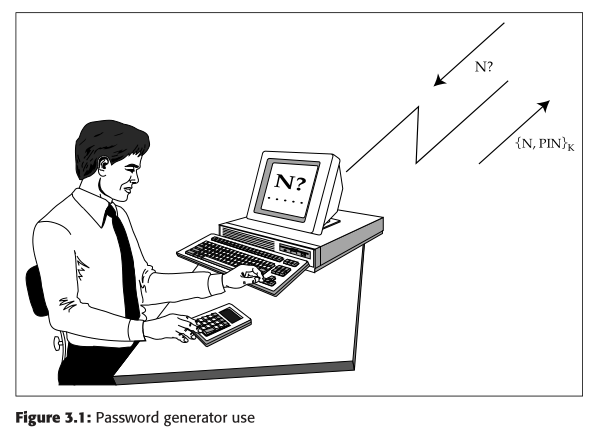 N?
{N, PIN}K
N?
.....
Figure 3.1: Password generator use